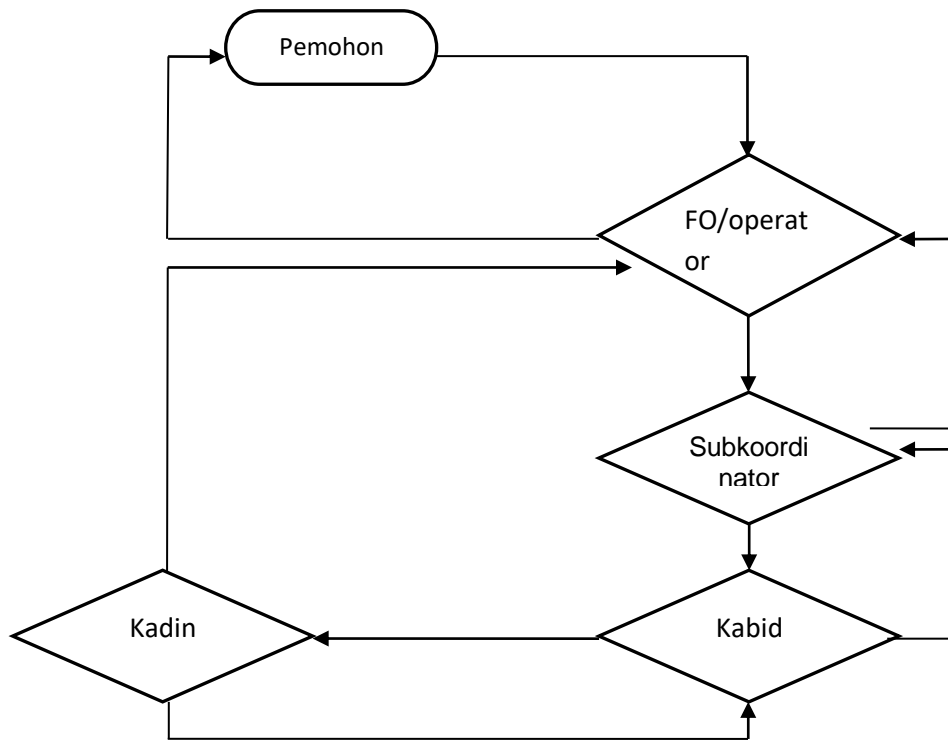 Pemohon
FO/operat
or
Subkoordi
nator
Kadin
Kabid